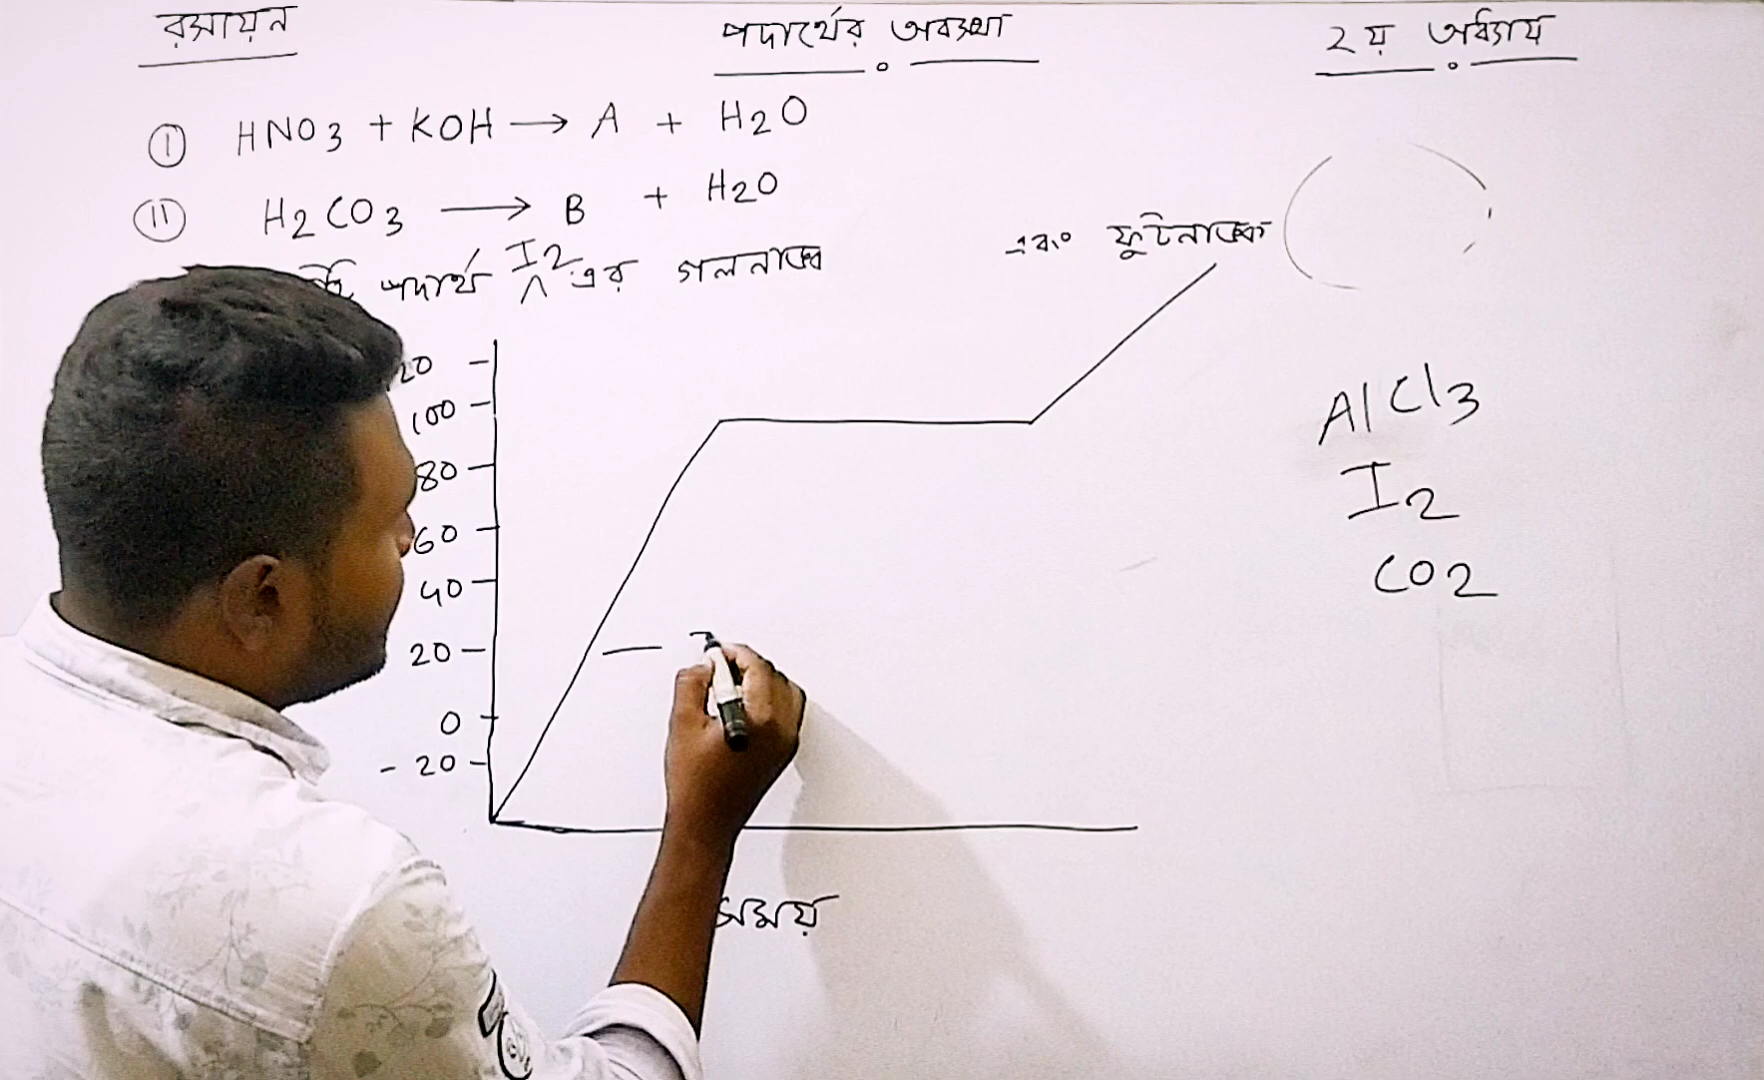 রসায়ন
পদার্থের অবস্থা
২য় অধ্যায়
I HNO3 + KOH → A + H2O
II H2CO3 → B + H2O
পদার্থ I2 এর গলনাঙ্ক এবং স্ফুটনাঙ্ক
20
100
80
60
40
20
0
- 20
সময়
AlCl3
I2
CO2